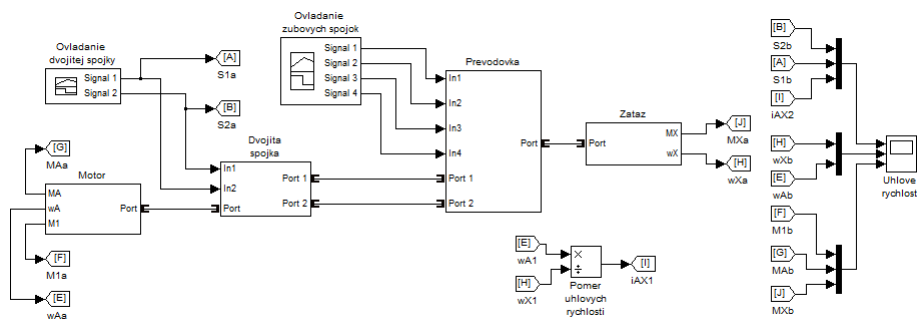 Ovladanie
dvojitej spojky
Signal 1
Signal 2
[A]
S1a
[B]
S2a
Ovladanie
zubovych spojok
Signal 1
Signal 2
Signal 3
Signal 4
Prevodovka
In1
In2
In3
In4
Port
Port 1
Port 2
Zataz
Port
MX
wX
[J]
MXa
[H]
wXa
[G]
MAa
Motor
MA
wA
M1
Port
[F]
M1a
[E]
wAa
Dvojita
spojka
In1
In2
Port
Port 1
Port 2
[E]
wA1
[H]
wX1
×
÷
Pomer
uhlovych
rychlosti
[I]
iAX1
[B]
S2b
[A]
S1b
[I]
iAX2
[H]
wXb
[E]
wAb
[F]
M1b
[G]
MAb
[J]
MXb
Uhlove
rychlost